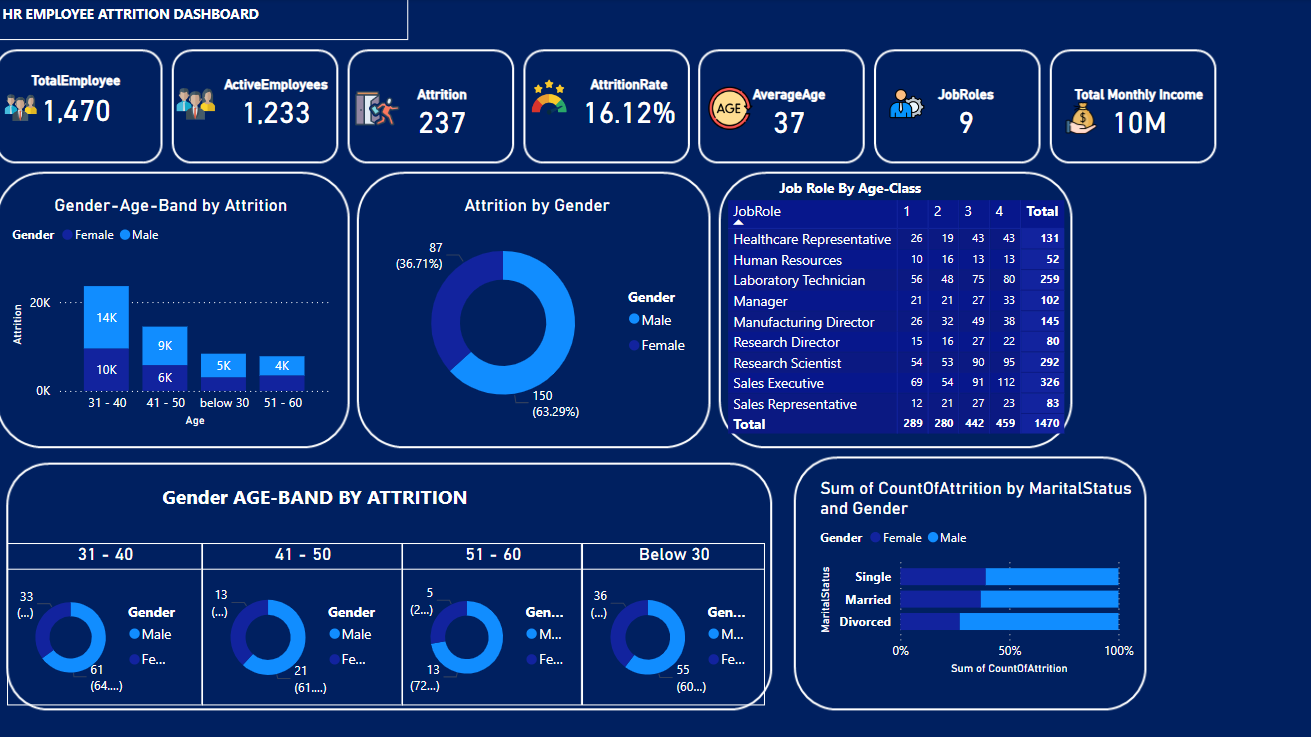 HR EMPLOYEE ATTRITION DASHBOARD
TotalEmployee
1,470
ActiveEmployees
1,233
Attrition
237
AttritionRate
16.12%
AGE
AverageAge
37
JobRoles
9
Total Monthly Income
10M
Gender-Age-Band by Attrition
Gender Female Male
Attrition
20K
0K
14K
10K
9K
6K
5K
4K
31 - 40 41 - 50 below 30 51 - 60
Age
Attrition by Gender
87
(36.71%)
150
(63.29%)
Gender
Male
Female
Job Role By Age-Class
JobRole 1 2 3 4 Total
Healthcare Representative 26 19 43 43 131
Human Resources 10 16 13 13 52
Laboratory Technician 56 48 75 80 259
Manager 21 21 27 33 102
Manufacturing Director 26 32 49 38 145
Research Director 15 16 27 22 80
Research Scientist 54 53 90 95 292
Sales Executive 69 54 91 112 326
Sales Representative 12 21 27 23 83
Total 289 280 442 459 1470
Gender AGE-BAND BY ATTRITION
31 - 40
33
(...)
61
(64....)
Gender
Male
Fe...
41 - 50
13
(...)
21
(61....)
Gender
Male
Fe...
51 - 60
5
(2...)
13
(72...)
Gen...
M...
Fe...
Below 30
36
(...)
55
(60...)
Gen...
M...
Fe...
Sum of CountOfAttrition by MaritalStatus
and Gender
Gender Female Male
MaritalStatus
Single
Married
Divorced
0% 50% 100%
Sum of CountOfAttrition